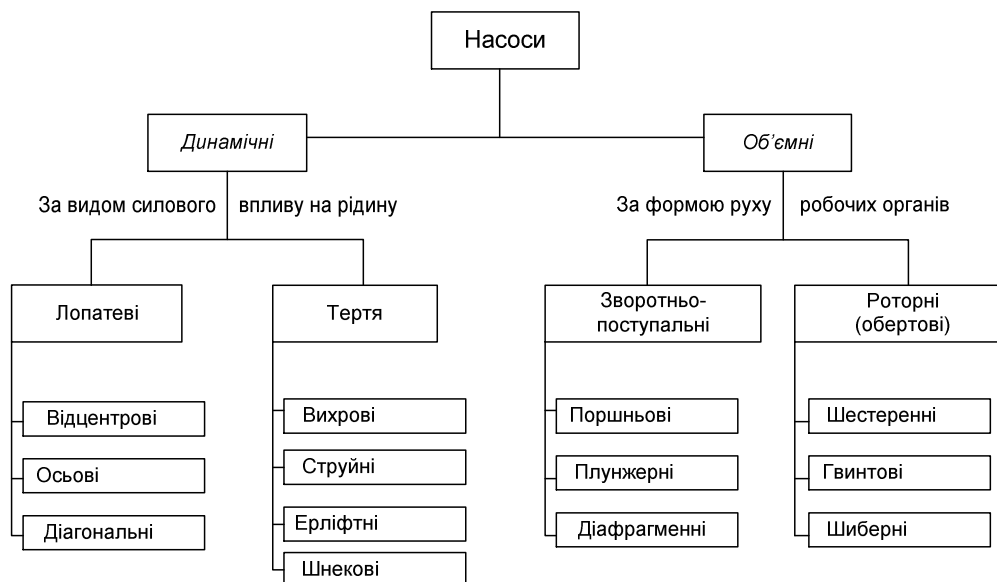 Насоси
Динамічні
Об’ємні
За видом силового впливу на рідину
За формою руху робочих органів
Лопатеві
Тертя
Зворотньо-
поступальні
Роторні
(обертові)
Відцентрові
Осьові
Діагональні
Вихрові
Струйні
Ерліфтні
Шнекові
Поршньові
Плунжерні
Діафрагменні
Шестеренні
Гвинтові
Шиберні